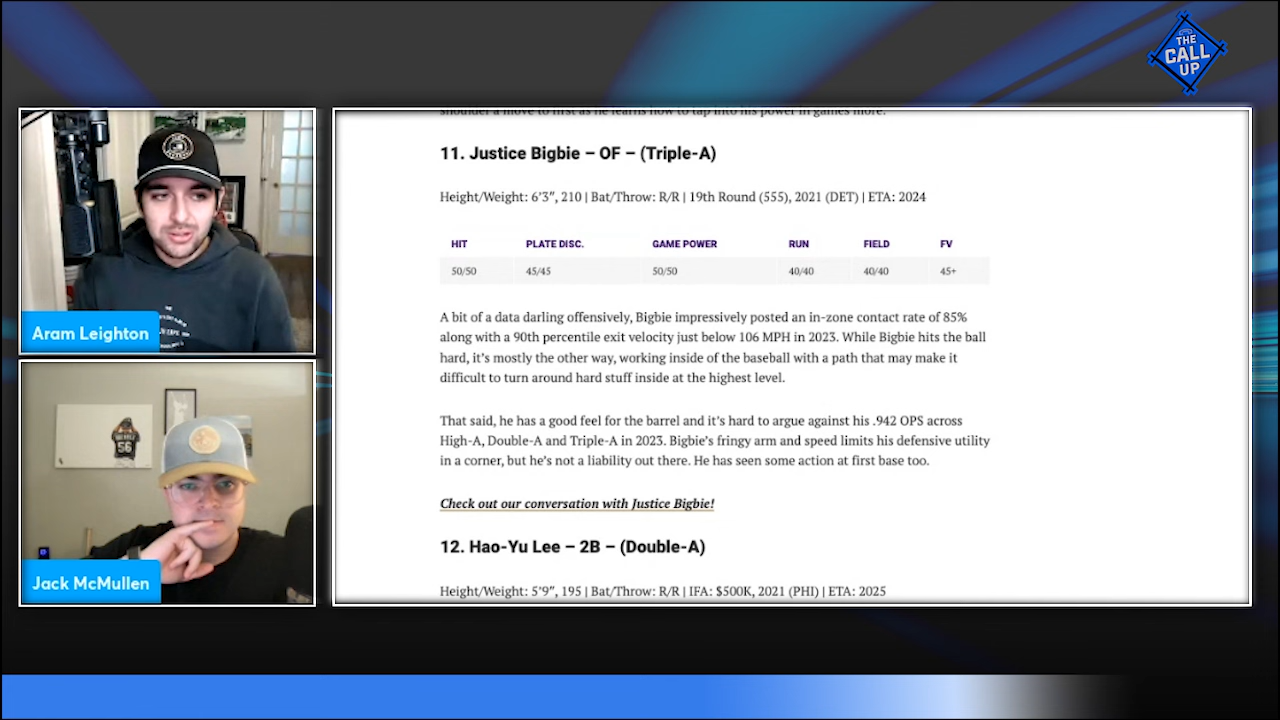 THE
CALL
UP
shoulder a move to first as he learns how to tap into his power in games more.
11. Justice Bigbie – OF – (Triple-A)
Height/Weight: 6’3″, 210 | Bat/Throw: R/R | 19th Round (555), 2021 (DET) | ETA: 2024
HIT PLATE DISC. GAME POWER RUN FIELD FV
50/50 45/45 50/50 40/40 40/40 45+
A bit of a data darling offensively, Bigbie impressively posted an in-zone contact rate of 85%
along with a 90th percentile exit velocity just below 106 MPH in 2023. While Bigbie hits the ball
hard, it’s mostly the other way, working inside of the baseball with a path that may make it
difficult to turn around hard stuff inside at the highest level.
That said, he has a good feel for the barrel and it’s hard to argue against his .942 OPS across
High-A, Double-A and Triple-A in 2023. Bigbie’s fringy arm and speed limits his defensive utility
in a corner, but he’s not a liability out there. He has seen some action at first base too.
Check out our conversation with Justice Bigbie!
12. Hao-Yu Lee – 2B – (Double-A)
Height/Weight: 5’9″, 195 | Bat/Throw: R/R | IFA: $500K, 2021 (PHI) | ETA: 2025
Aram Leighton
56
Jack McMullen